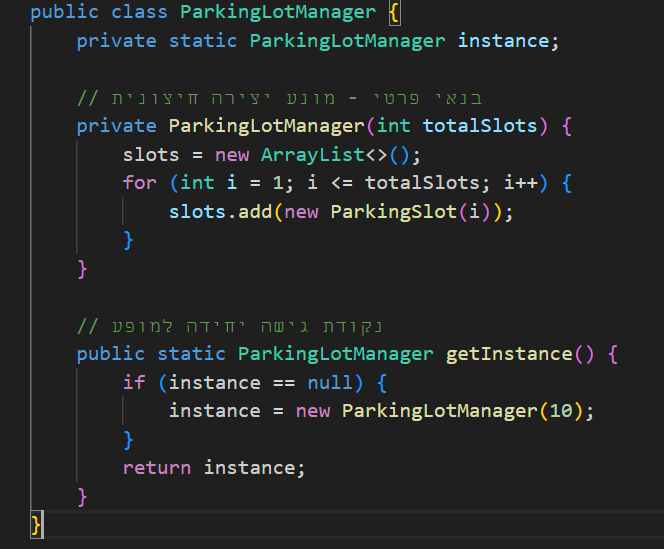 public class ParkingLotManager {
    private static ParkingLotManager instance;

    // בנאי פרטי - מונע יצירה חיצונית
    private ParkingLotManager(int totalSlots) {
        slots = new ArrayList<>();
        for (int i = 1; i <= totalSlots; i++) {
            slots.add(new ParkingSlot(i));
        }
    }

    // נקודת גישה יחידה למופע
    public static ParkingLotManager getInstance() {
        if (instance == null) {
            instance = new ParkingLotManager(10);
        }
        return instance;
    }
}